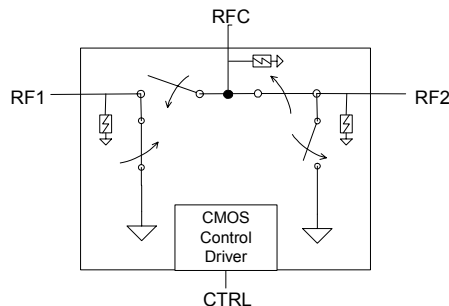 RFC
RF1
RF2
CMOS
Control
Driver
CTRL